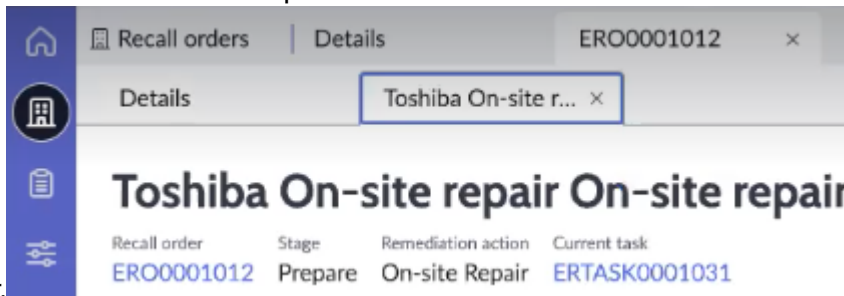 Recall orders Details ERO0001012
Details Toshiba On-site r...
Toshiba On-site repair On-site repair
Recall order Stage Remediation action Current task
ERO0001012 Prepare On-site Repair ERTASK0001031